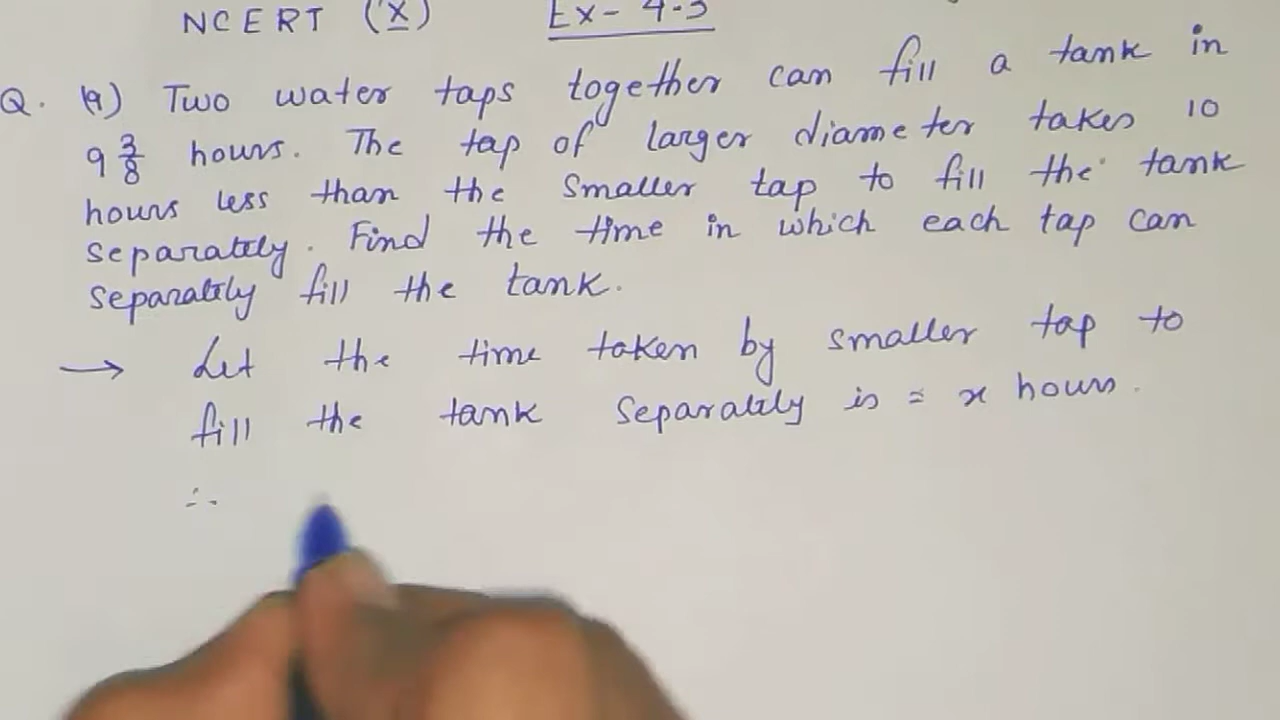 NCERT (X) Ex- 4.3
Q. (9) Two water taps together can fill a tank in
9 3/8 hours. The tap of larger diameter takes 10
hours less than the smaller tap to fill the tank
separately. Find the time in which each tap can
separately fill the tank.
→ Let the time taken by smaller tap to
fill the tank separately is = x hours.
∴